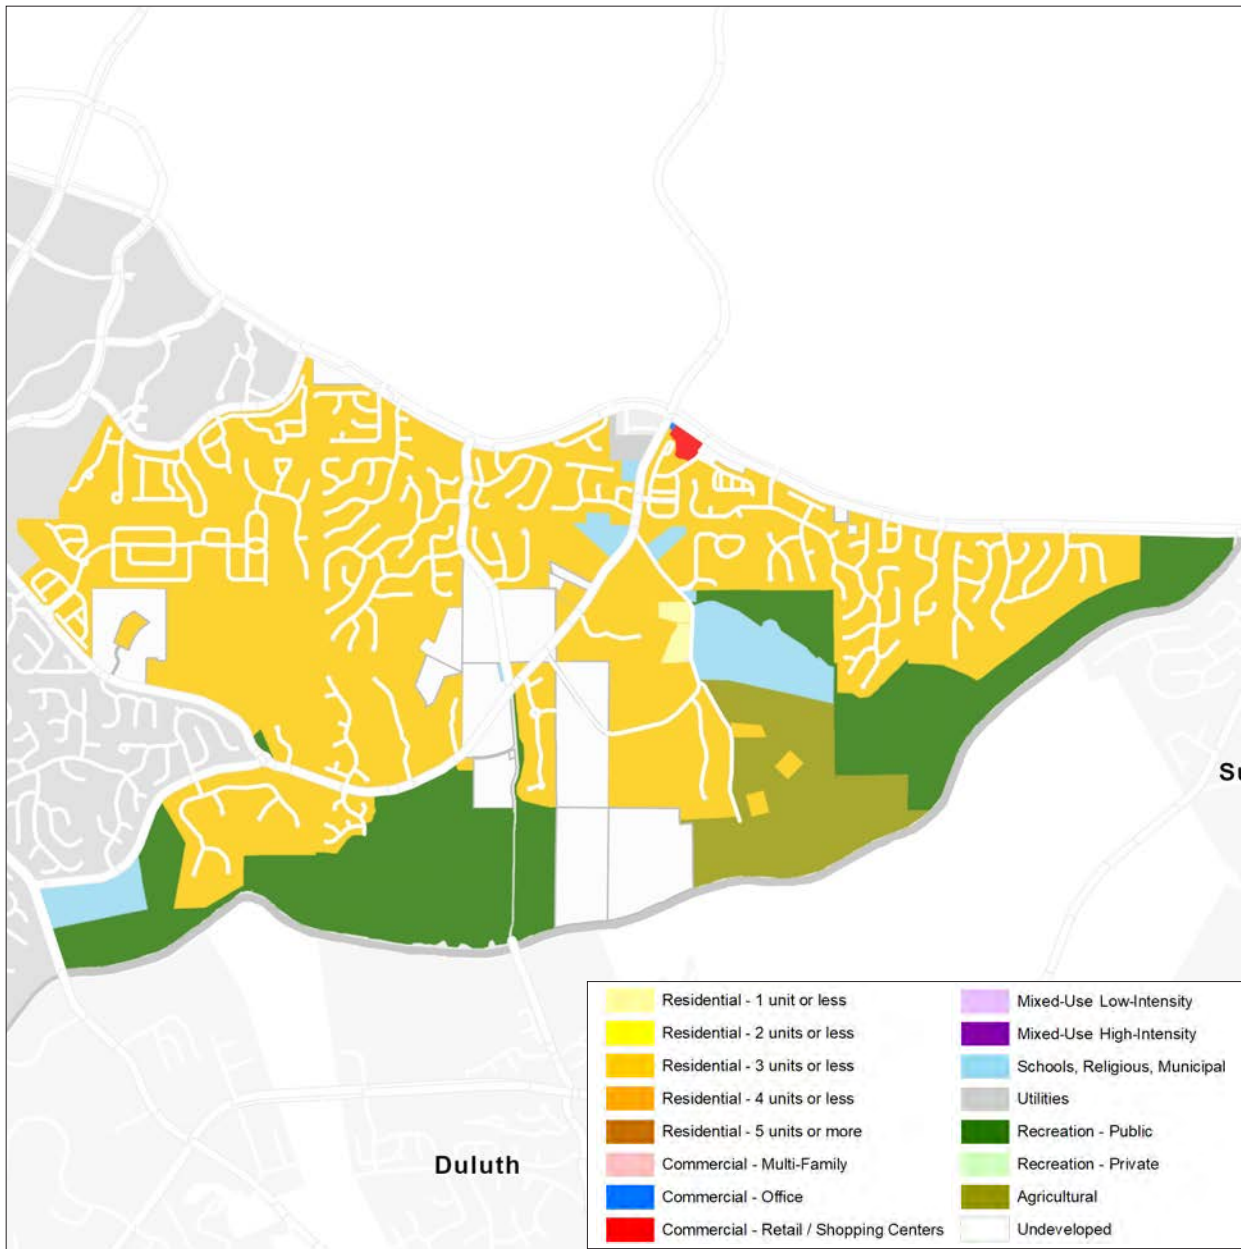 Su
Residential - 1 unit or less
Residential - 2 units or less
Residential - 3 units or less
Residential - 4 units or less
Residential - 5 units or more
Commercial - Multi-Family
Commercial - Office
Commercial - Retail / Shopping Centers
Mixed-Use Low-Intensity
Mixed-Use High-Intensity
Schools, Religious, Municipal
Utilities
Recreation - Public
Recreation - Private
Agricultural
Undeveloped
Duluth